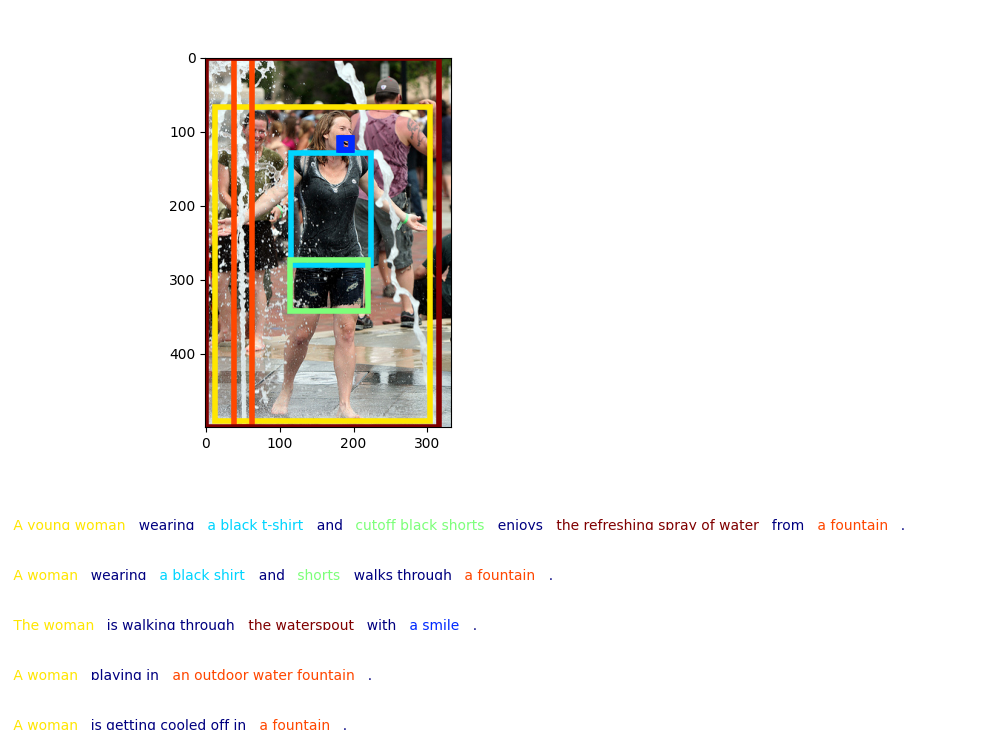 0
100
200
300
400
0 100 200 300
A young woman wearing a black t-shirt and cutoff black shorts enjoys the refreshing spray of water from a fountain .
A woman wearing a black shirt and shorts walks through a fountain .
The woman is walking through the waterspout with a smile .
A woman playing in an outdoor water fountain .
A woman is getting cooled off in a fountain .